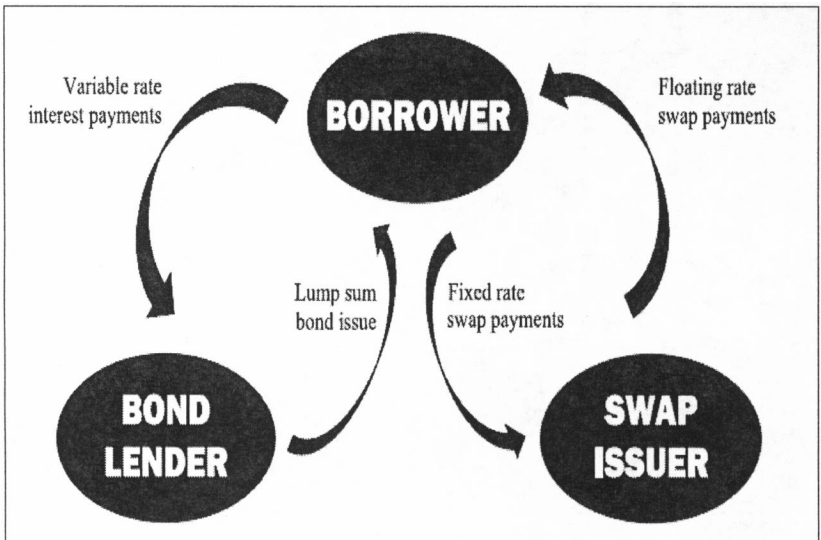 Variable rate
interest payments
BORROWER
Floating rate
swap payments
Lump sum
bond issue
Fixed rate
swap payments
BOND
LENDER
SWAP
ISSUER